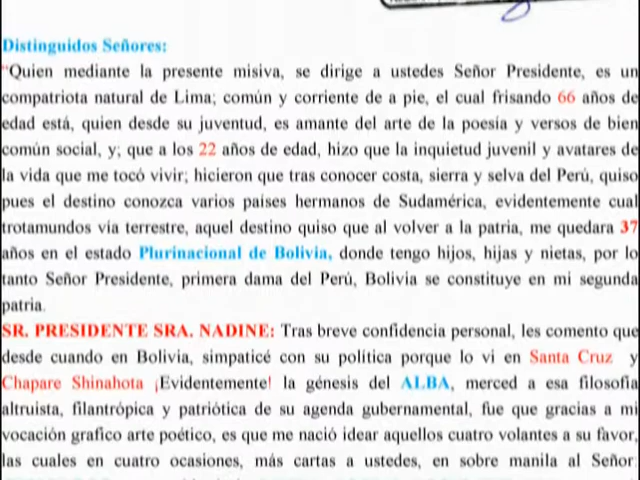 Distinguidos Señores:
"Quien mediante la presente misiva, se dirige a ustedes Señor Presidente, es un
compatriota natural de Lima; común y corriente de a pie, el cual frisando 66 años de
edad está, quien desde su juventud, es amante del arte de la poesía y versos de bien
común social, y; que a los 22 años de edad, hizo que la inquietud juvenil y avatares de
la vida que me tocó vivir; hicieron que tras conocer costa, sierra y selva del Perú, quiso
pues el destino conozca varios países hermanos de Sudamérica, evidentemente cual
trotamundos vía terrestre, aquel destino quiso que al volver a la patria, me quedara 37
años en el estado Plurinacional de Bolivia, donde tengo hijos, hijas y nietas, por lo
tanto Señor Presidente, primera dama del Perú, Bolivia se constituye en mi segunda
patria.
SR. PRESIDENTE SRA. NADINE: Tras breve confidencia personal, les comento que
desde cuando en Bolivia, simpaticé con su política porque lo vi en Santa Cruz y
Chapare Shinahota ¡Evidentemente! la génesis del ALBA, merced a esa filosofía
altruista, filantrópica y patriótica de su agenda gubernamental, fue que gracias a mi
vocación grafico arte poético, es que me nació idear aquellos cuatro volantes a su favor,
las cuales en cuatro ocasiones, más cartas a ustedes, en sobre manila al Señor